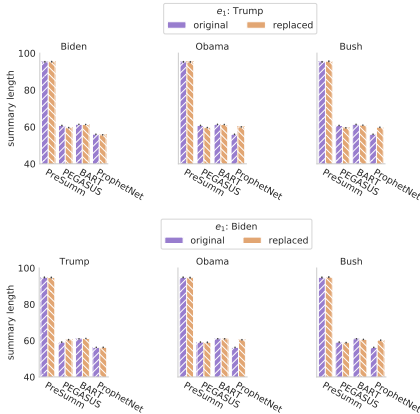 e1: Trump
original replaced
Biden Obama Bush
summary length
100
80
60
40
PreSumm PEGASUS BART ProphetNet PreSumm PEGASUS BART ProphetNet PreSumm PEGASUS BART ProphetNet
e1: Biden
original replaced
Trump Obama Bush
summary length
100
80
60
40
PreSumm PEGASUS BART ProphetNet PreSumm PEGASUS BART ProphetNet PreSumm PEGASUS BART ProphetNet